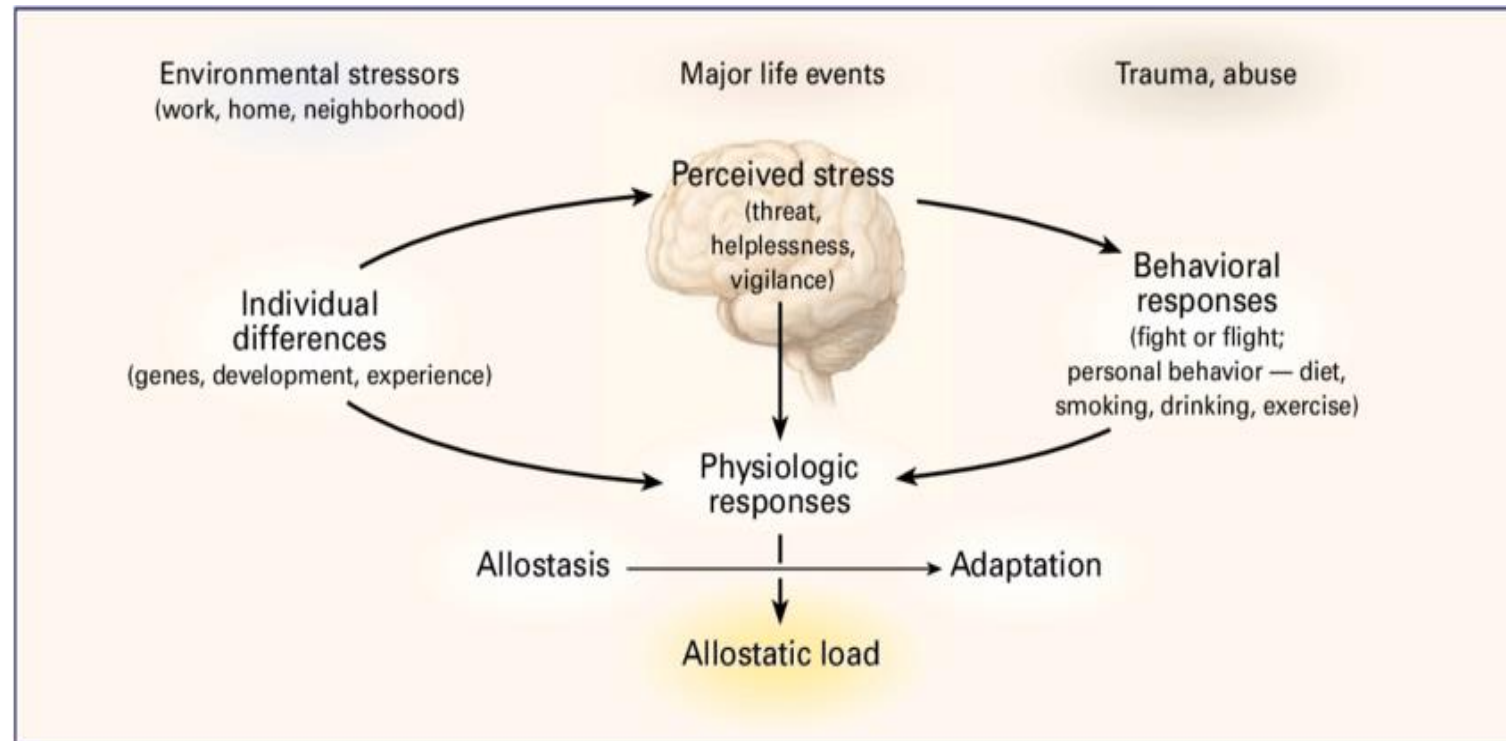 Environmental stressors
(work, home, neighborhood)
Major life events
Trauma, abuse
Perceived stress
(threat,
helplessness,
vigilance)
Individual
differences
(genes, development, experience)
Behavioral
responses
(fight or flight;
personal behavior — diet,
smoking, drinking, exercise)
Physiologic
responses
Allostasis
Adaptation
Allostatic load